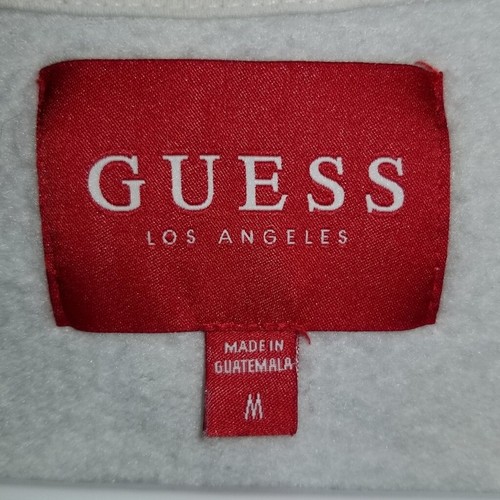 GUESS
LOS ANGELES
MADE IN
GUATEMALA
M